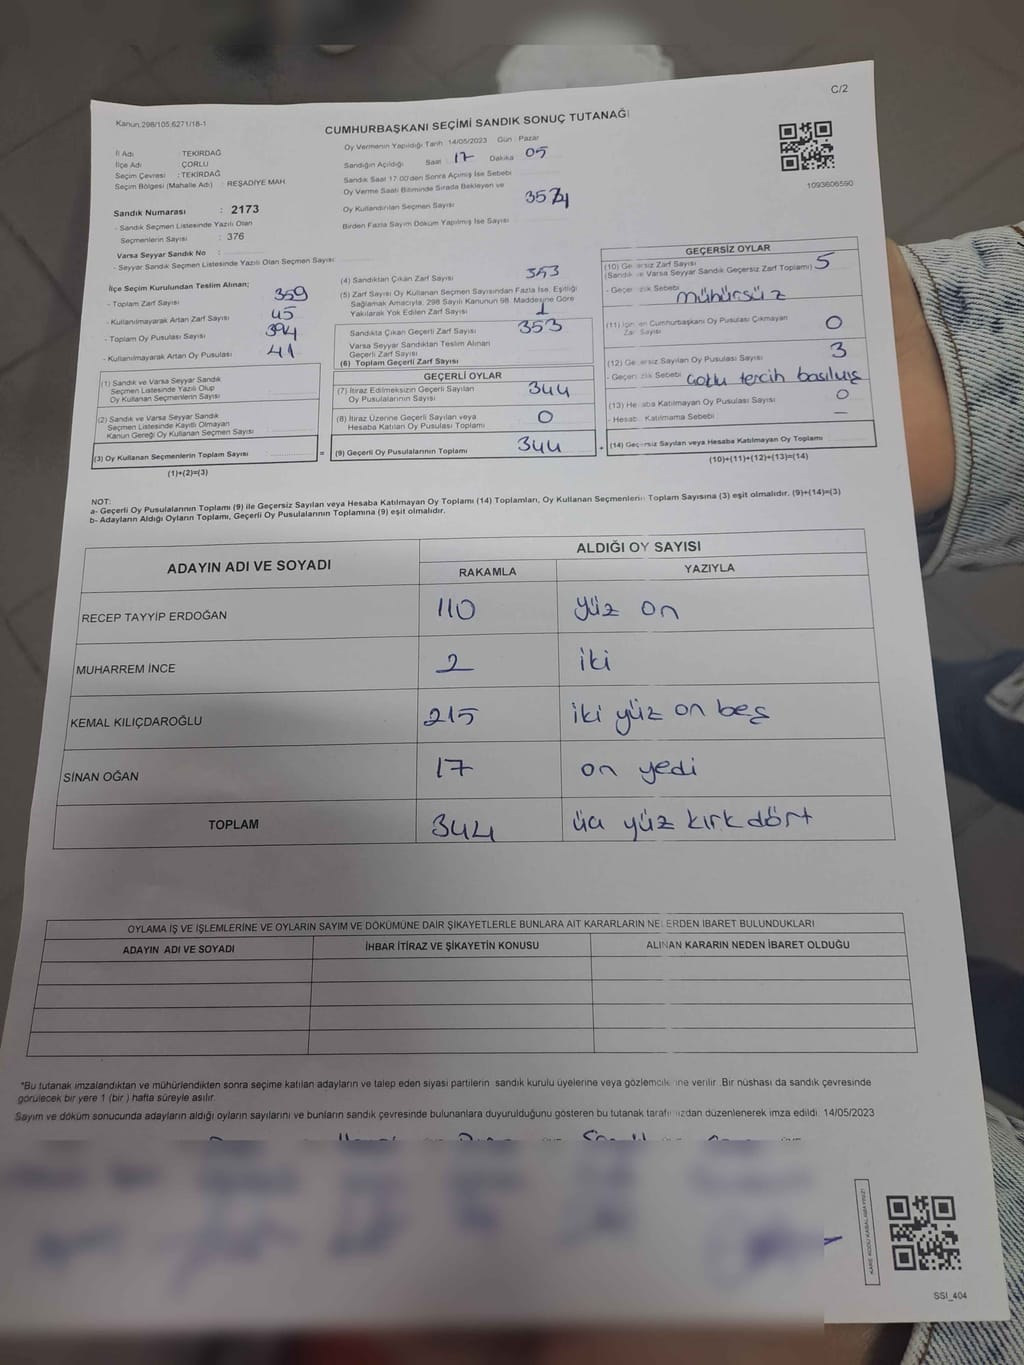 C/2
Kanun,298/105,6271/18-1
CUMHURBAŞKANI SEÇİMİ SANDIK SONUÇ TUTANAĞI
İl Adı TEKİRDAĞ
İlçe Adı ÇORLU
Seçim Çevresi : TEKİRDAĞ
Seçim Bölgesi (Mahalle Adı) : REŞADİYE MAH.
Oy Vermenin Yapıldığı Tarih 14/05/2023 Gün : Pazar
Sandığın Açıldığı Saat : 17 Dakika 05
Sandık Saat 17.00'den Sonra Açımış İse Sebebi
Oy Verme Saati Bitiminde Sırada Bekleyen ve
Oy Kullandırılan Seçmen Sayısı
Birden Fazla Sayım Döküm Yapılmış İse Sayısı
1093606590
Sandık Numarası : 2173
- Sandık Seçmen Listesinde Yazılı Olan
Seçmenlerin Sayısı : 376
Varsa Seyyar Sandık No :
- Seyyar Sandık Seçmen Listesinde Yazılı Olan Seçmen Sayısı
İlçe Seçim Kurulundan Teslim Alınan;
- Toplam Zarf Sayısı 359
- Kullanılmayarak Artan Zarf Sayısı 45
- Toplam Oy Pusulası Sayısı 394
- Kullanılmayarak Artan Oy Pusulası 41
(1) Sandık ve Varsa Seyyar Sandık
Seçmen Listesinde Yazılı Olup
Oy Kullanan Seçmenlerin Sayısı
(2) Sandık ve Varsa Seyyar Sandık
Seçmen Listesinde Kayıtlı Olmayan
Kanun Gereği Oy Kullanan Seçmen Sayısı
(3) Oy Kullanan Seçmenlerin Toplam Sayısı =
(1)+(2)=(3)
(4) Sandıktan Çıkan Zarf Sayısı 353
(5) Zarf Sayısı Oy Kullanan Seçmen Sayısından Fazla İse, Eşitliği
Sağlamak Amacıyla, 298 Sayılı Kanunun 98. Maddesine Göre
Yakılarak Yok Edilen Zarf Sayısı 1
Sandıkta Çıkan Geçerli Zarf Sayısı 353
Varsa Seyyar Sandıktan Teslim Alınan
Geçerli Zarf Sayısı
(6) Toplam Geçerli Zarf Sayısı
GEÇERLİ OYLAR
(7) İtiraz Edilmeksizin Geçerli Sayılan
Oy Pusulasının Sayısı 344
(8) İtiraz Üzerine Geçerli Sayılan veya
Hesaba Katılan Oy Pusulası Toplamı 0
(9) Geçerli Oy Pusulalarının Toplamı 344
GEÇERSİZ OYLAR
(10) Geçersiz Zarf Sayısı 5
(Sandık ve Varsa Seyyar Sandık Geçersiz Zarf Toplamı)
- Geçersizlik Sebebi mühürsüz
(11) İçinden Cumhurbaşkanı Oy Pusulası Çıkmayan
Zarf Sayısı 0
(12) Geçersiz Sayılan Oy Pusulası Sayısı 3
- Geçersizlik Sebebi çoklu tercih basılmış
(13) Hesaba Katılmayan Oy Pusulası Sayısı 0
- Hesaba Katılmama Sebebi —
+ (14) Geçersiz Sayılan veya Hesaba Katılmayan Oy Toplamı
(10)+(11)+(12)+(13)=(14)
NOT:
a- Geçerli Oy Pusulalarının Toplamı (9) ile Geçersiz Sayılan veya Hesaba Katılmayan Oy Toplamı (14) Toplamları, Oy Kullanan Seçmenlerin Toplam Sayısına (3) eşit olmalıdır. (9)+(14)=(3)
b- Adayların Aldığı Oyların Toplamı, Geçerli Oy Pusulalarının Toplamına (9) eşit olmalıdır.
ADAYIN ADI VE SOYADI
ALDIĞI OY SAYISI
RAKAMLA YAZIYLA
RECEP TAYYİP ERDOĞAN 110 yüz on
MUHARREM İNCE 2 iki
KEMAL KILIÇDAROĞLU 215 iki yüz on beş
SİNAN OĞAN 17 on yedi
TOPLAM 344 üç yüz kırk dört
OYLAMA İŞ VE İŞLEMLERİNE VE OYLARIN SAYIM VE DÖKÜMÜNE DAİR ŞİKAYETLERLE BUNLARA AİT KARARLARIN NELERDEN İBARET BULUNDUKLARI
ADAYIN ADI VE SOYADI İHBAR İTİRAZ VE ŞİKAYETİN KONUSU ALINAN KARARIN NEDEN İBARET OLDUĞU
*Bu tutanak imzalandıktan ve mühürlendikten sonra seçime katılan adayların ve talep eden siyasi partilerin sandık kurulu üyelerine veya gözlemcilerine verilir. Bir nüshası da sandık çevresinde
görülecek bir yere 1 (bir ) hafta süreyle asılır.
Sayım ve döküm sonucunda adayların aldığı oyların sayılarını ve bunların sandık çevresinde bulunanlara duyurulduğunu gösteren bu tutanak tarafımızdan düzenlenerek imza edildi. 14/05/2023
KARE KODU KARALAMAYINIZ!
SSI_404